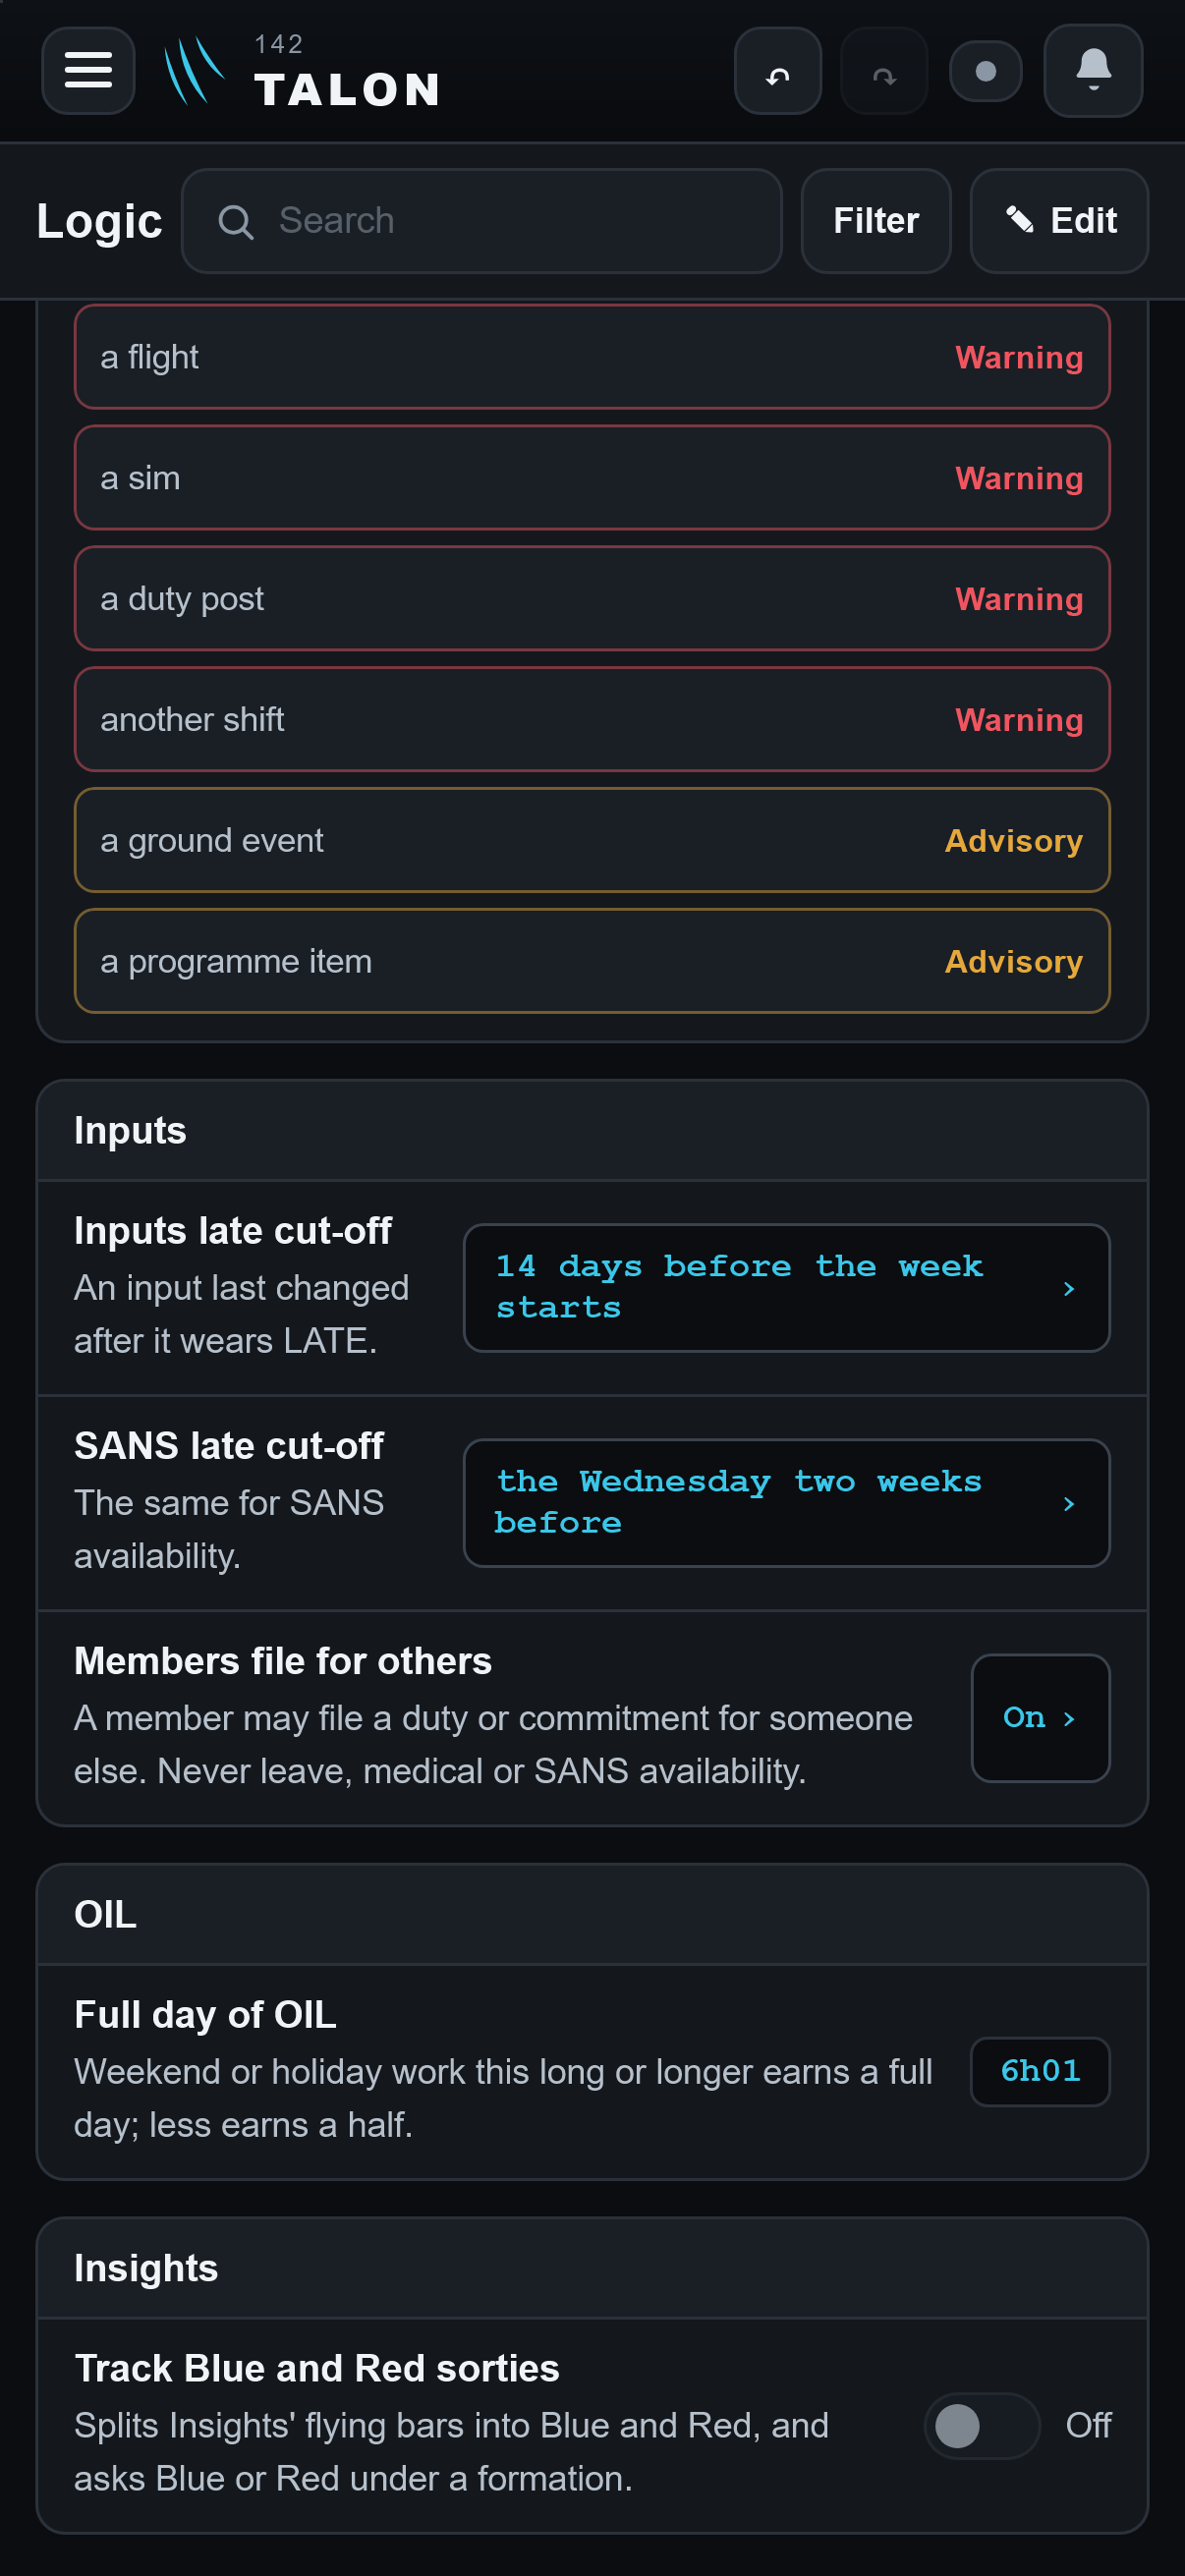 142
TALON
Logic
Search
Filter
Edit
a flight
Warning
a sim
Warning
a duty post
Warning
another shift
Warning
a ground event
Advisory
a programme item
Advisory
Inputs
Inputs late cut-off
An input last changed
after it wears LATE.
14 days before the week
starts
SANS late cut-off
The same for SANS
availability.
the Wednesday two weeks
before
Members file for others
A member may file a duty or commitment for someone
else. Never leave, medical or SANS availability.
On
OIL
Full day of OIL
Weekend or holiday work this long or longer earns a full
day; less earns a half.
6h01
Insights
Track Blue and Red sorties
Splits Insights' flying bars into Blue and Red, and
asks Blue or Red under a formation.
Off